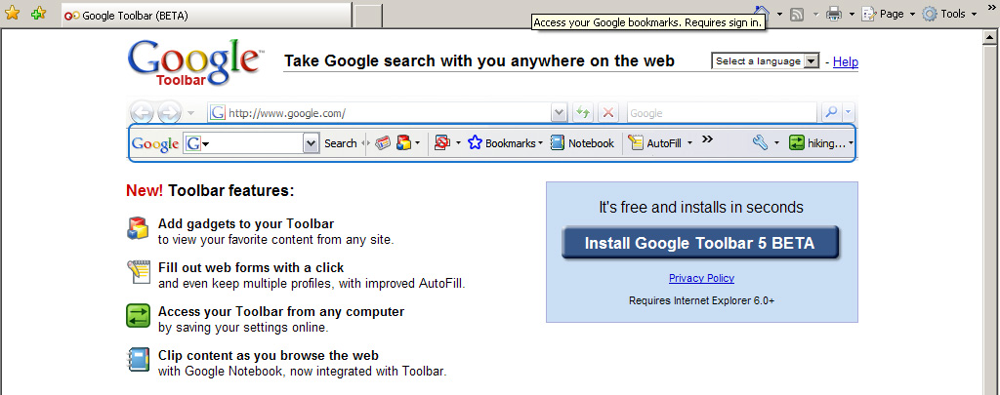 Google Toolbar (BETA)
Access your Google bookmarks. Requires sign in.
Page
Tools
Google™
Toolbar
Take Google search with you anywhere on the web
Select a language
- Help
http://www.google.com/
Google
Google
G
Search
Bookmarks
Notebook
AutoFill
hiking...
New! Toolbar features:
Add gadgets to your Toolbar
to view your favorite content from any site.
Fill out web forms with a click
and even keep multiple profiles, with improved AutoFill.
Access your Toolbar from any computer
by saving your settings online.
Clip content as you browse the web
with Google Notebook, now integrated with Toolbar.
It's free and installs in seconds
Install Google Toolbar 5 BETA
Privacy Policy
Requires Internet Explorer 6.0+